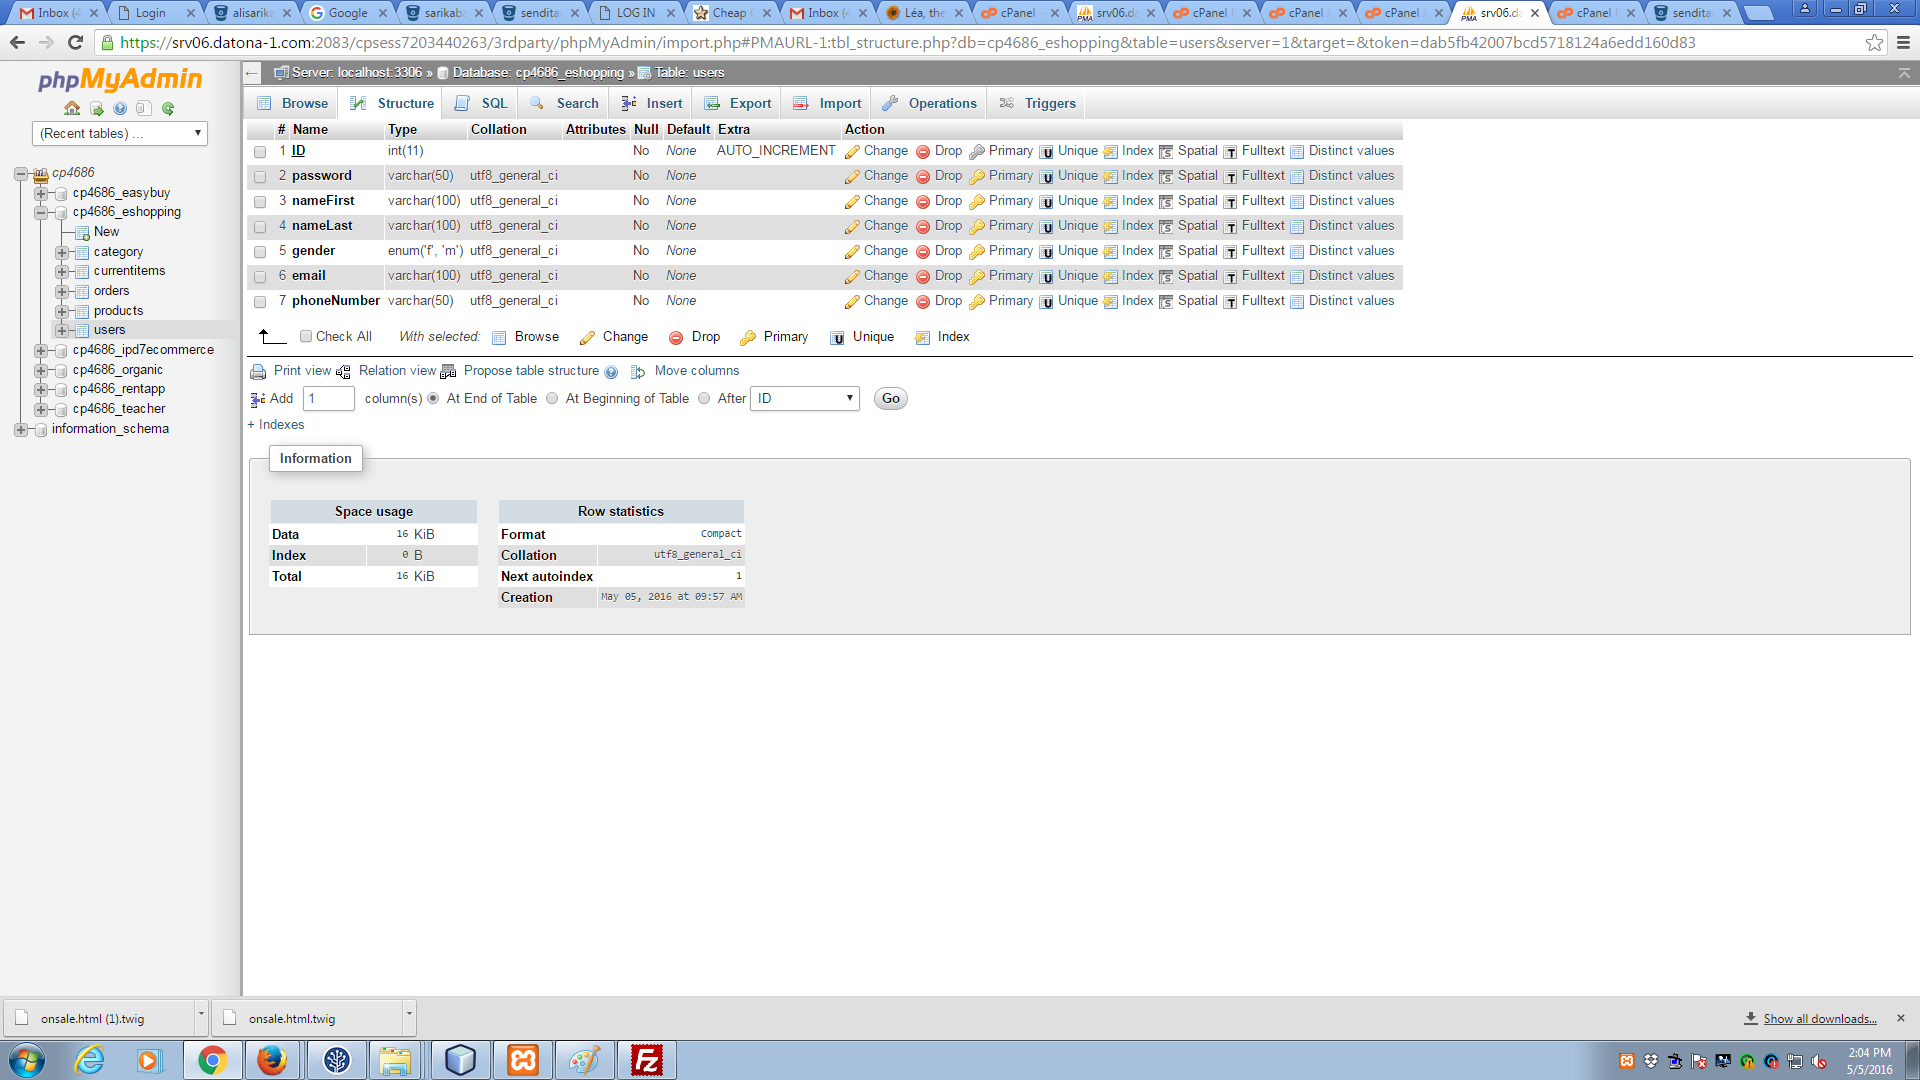 Inbox (4 Login alisarik Google sarikaba sendita LOG IN Cheap Inbox (4 Léa, the cPanel srv06.da cPanel cPanel cPanel srv06.da cPanel sendita
https://srv06.datona-1.com:2083/cpsess7203440263/3rdparty/phpMyAdmin/import.php#PMAURL-1:tbl_structure.php?db=cp4686_eshopping&table=users&server=1&target=&token=dab5fb42007bcd5718124a6edd160d83
phpMyAdmin
(Recent tables) ...
cp4686
cp4686_easybuy
cp4686_eshopping
New
category
currentitems
orders
products
users
cp4686_ipd7ecommerce
cp4686_organic
cp4686_rentapp
cp4686_teacher
information_schema
Server: localhost:3306 » Database: cp4686_eshopping » Table: users
Browse Structure SQL Search Insert Export Import Operations Triggers
# Name Type Collation Attributes Null Default Extra Action
1 ID int(11) No None AUTO_INCREMENT Change Drop Primary Unique Index Spatial Fulltext Distinct values
2 password varchar(50) utf8_general_ci No None Change Drop Primary Unique Index Spatial Fulltext Distinct values
3 nameFirst varchar(100) utf8_general_ci No None Change Drop Primary Unique Index Spatial Fulltext Distinct values
4 nameLast varchar(100) utf8_general_ci No None Change Drop Primary Unique Index Spatial Fulltext Distinct values
5 gender enum('f', 'm') utf8_general_ci No None Change Drop Primary Unique Index Spatial Fulltext Distinct values
6 email varchar(100) utf8_general_ci No None Change Drop Primary Unique Index Spatial Fulltext Distinct values
7 phoneNumber varchar(50) utf8_general_ci No None Change Drop Primary Unique Index Spatial Fulltext Distinct values
Check All With selected: Browse Change Drop Primary Unique Index
Print view Relation view Propose table structure Move columns
Add 1 column(s) At End of Table At Beginning of Table After ID Go
+ Indexes
Information
Space usage
Data 16 KiB
Index 0 B
Total 16 KiB
Row statistics
Format Compact
Collation utf8_general_ci
Next autoindex 1
Creation May 05, 2016 at 09:57 AM
onsale.html (1).twig onsale.html.twig Show all downloads...
2:04 PM
5/5/2016